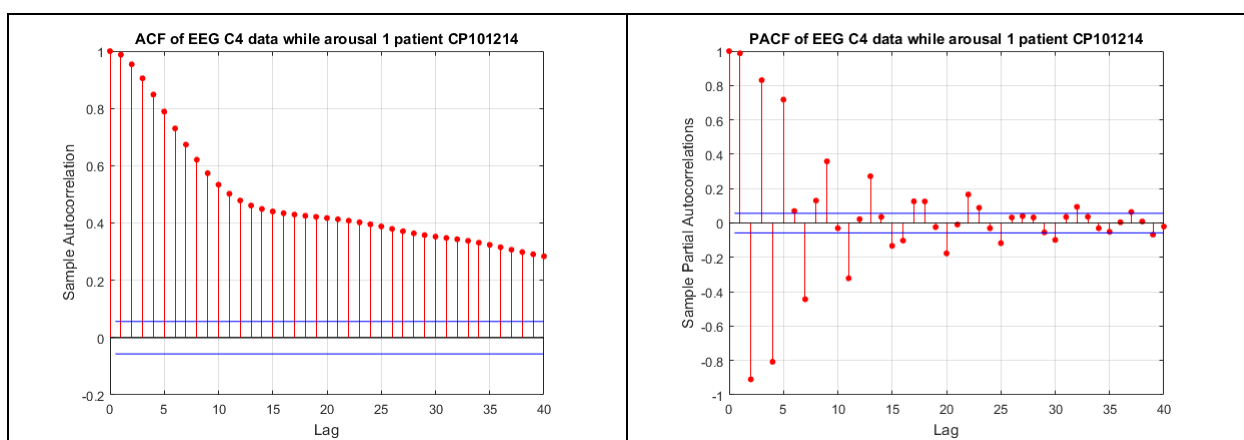 ACF of EEG C4 data while arousal 1 patient CP101214
1
0.8
0.6
0.4
0.2
0
-0.2
Sample Autocorrelation
0 5 10 15 20 25 30 35 40
Lag
PACF of EEG C4 data while arousal 1 patient CP101214
1
0.8
0.6
0.4
0.2
0
-0.2
-0.4
-0.6
-0.8
-1
Sample Partial Autocorrelations
0 5 10 15 20 25 30 35 40
Lag